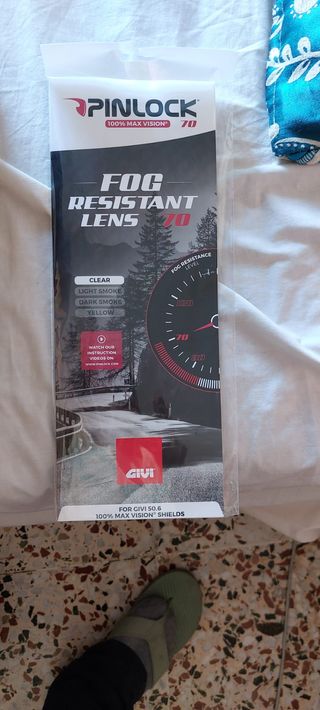 PINLOCK®
100% MAX VISION® 70
FOG
RESISTANT
LENS 70
CLEAR
LIGHT SMOKE
DARK SMOKE
YELLOW
WATCH OUR
INSTRUCTION
VIDEOS ON
WWW.PINLOCK.COM
FOG RESISTANCE
LEVEL
70
GIVI
FOR GIVI 50.6
100% MAX VISION® SHIELDS